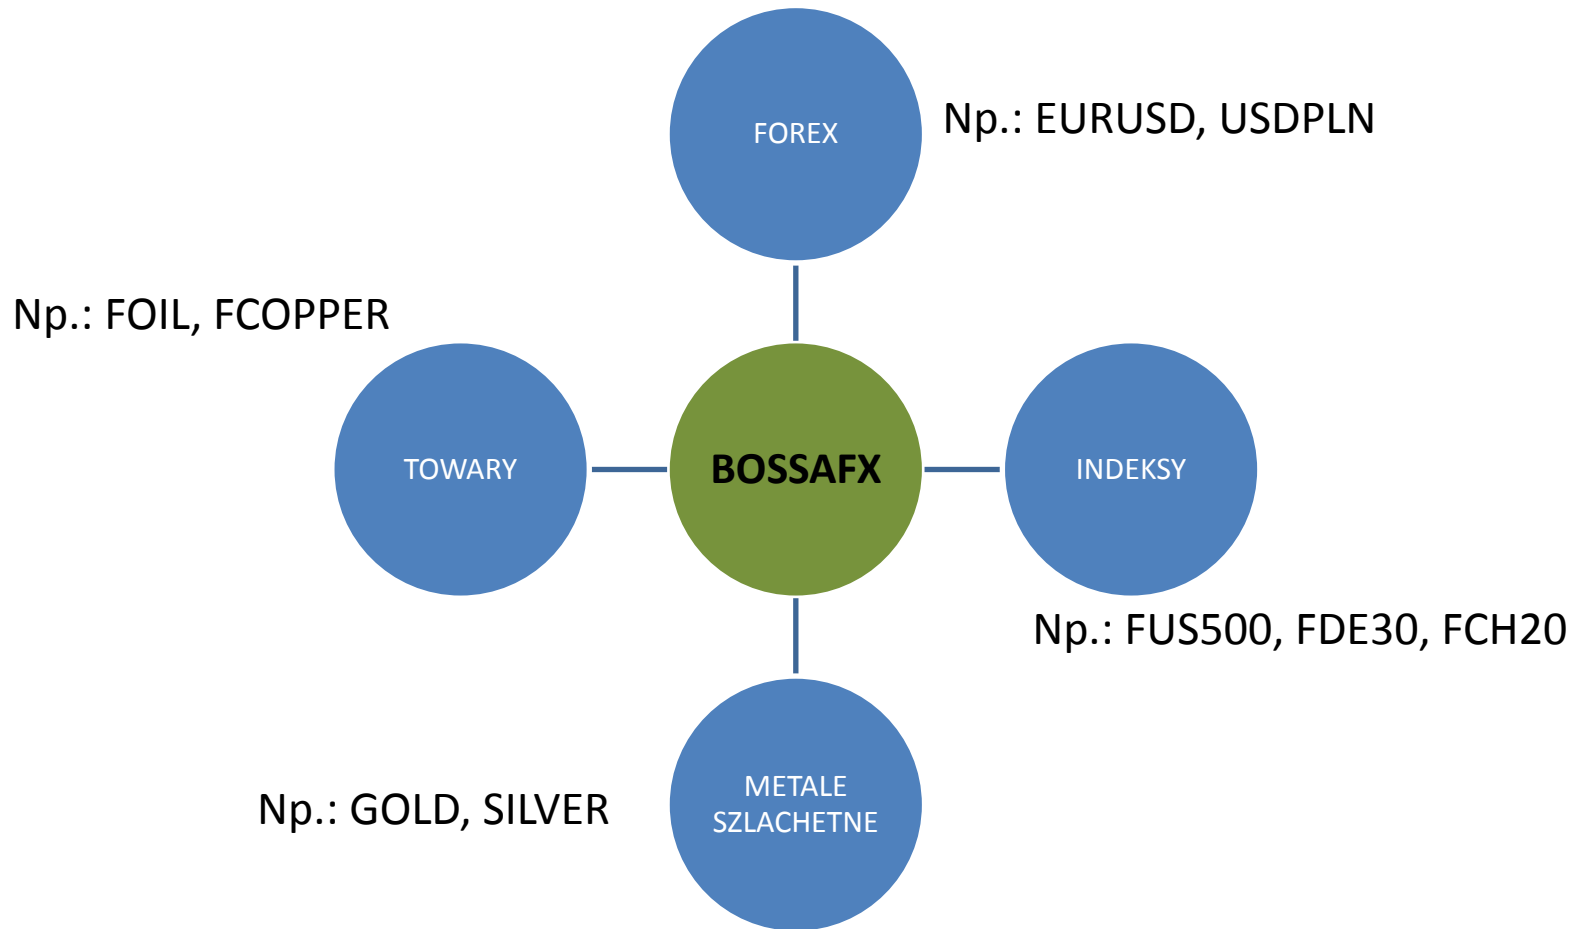 FOREX
Np.: EURUSD, USDPLN
Np.: FOIL, FCOPPER
TOWARY
BOSSAFX
INDEKSY
Np.: FUS500, FDE30, FCH20
METALE
SZLACHETNE
Np.: GOLD, SILVER